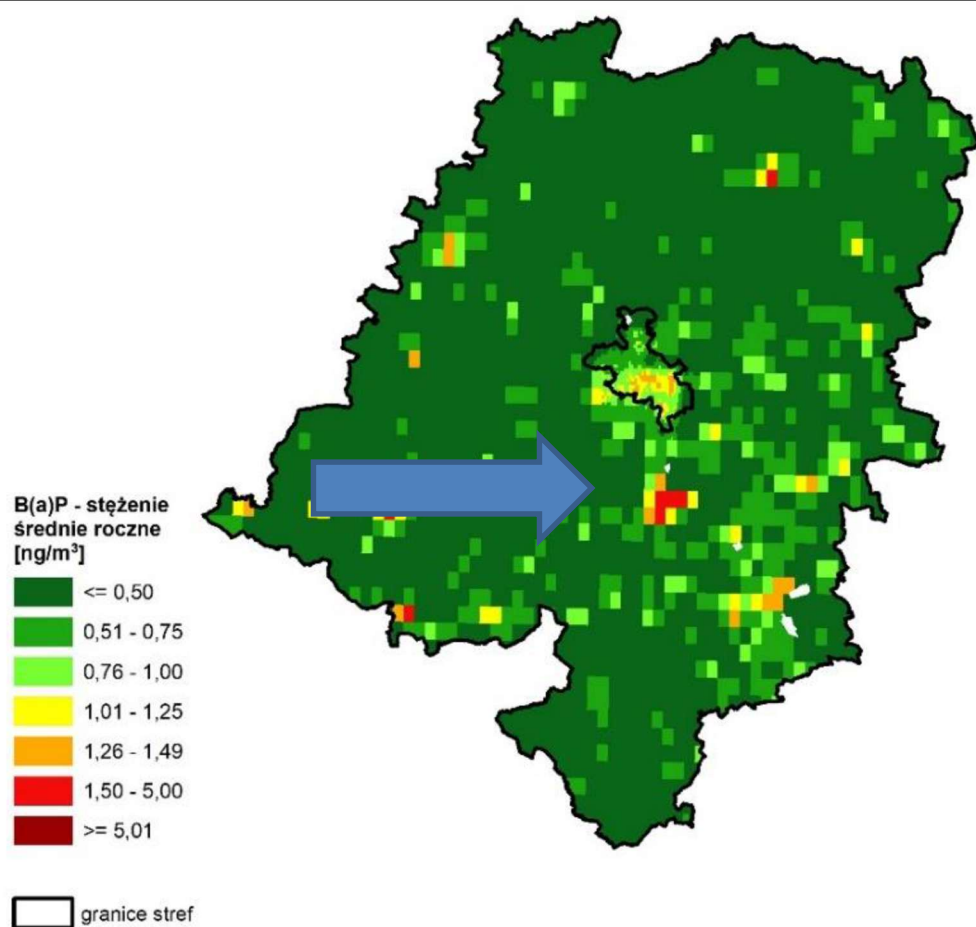 B(a)P - stężenie
średnie roczne
[ng/m³]
<= 0,50
0,51 - 0,75
0,76 - 1,00
1,01 - 1,25
1,26 - 1,49
1,50 - 5,00
>= 5,01
granice stref